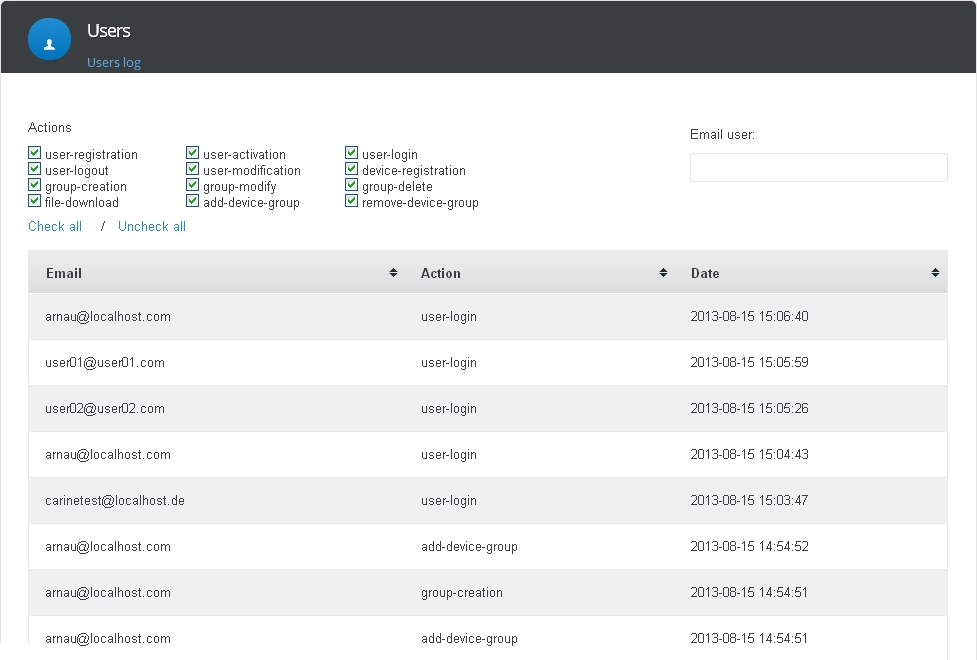 Users
Users log
Actions
Email user:
user-registration user-activation user-login
user-logout user-modification device-registration
group-creation group-modify group-delete
file-download add-device-group remove-device-group
Check all / Uncheck all
Email Action Date
arnau@localhost.com user-login 2013-08-15 15:06:40
user01@user01.com user-login 2013-08-15 15:05:59
user02@user02.com user-login 2013-08-15 15:05:26
arnau@localhost.com user-login 2013-08-15 15:04:43
carinetest@localhost.de user-login 2013-08-15 15:03:47
arnau@localhost.com add-device-group 2013-08-15 14:54:52
arnau@localhost.com group-creation 2013-08-15 14:54:51
arnau@localhost.com add-device-group 2013-08-15 14:54:51